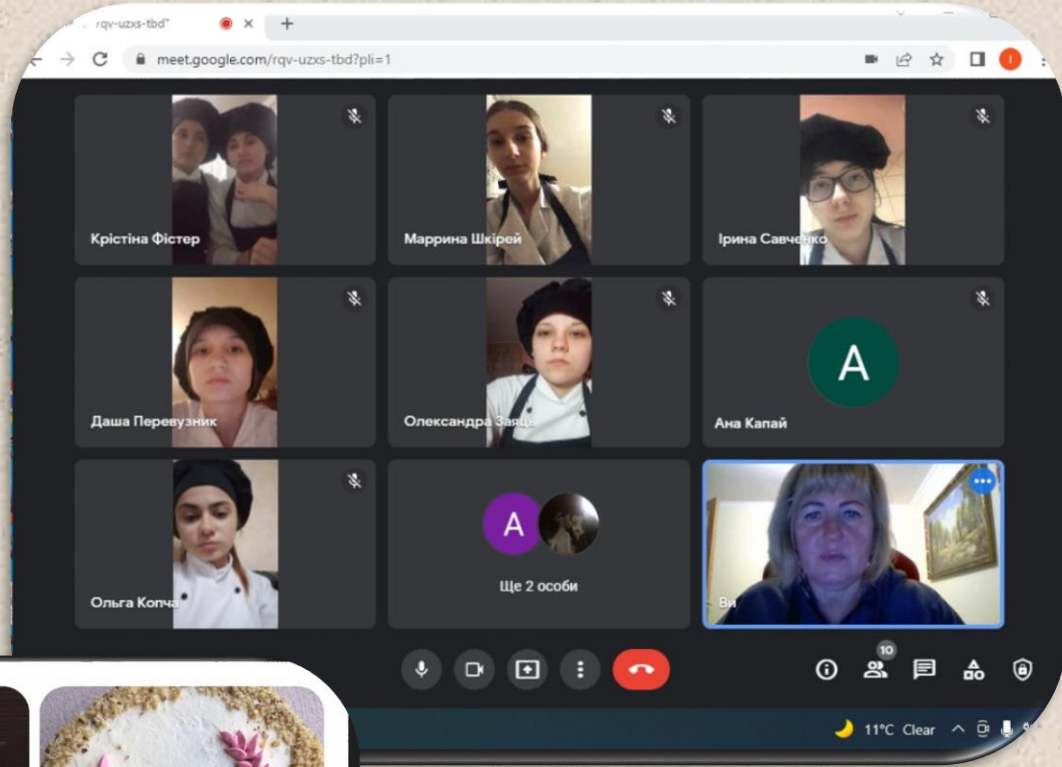 rqv-uzxs-tbd"
meet.google.com/rqv-uzxs-tbd?pli=1
I
Крістіна Фістер
Маррина Шкірей
Ірина Савченко
Даша Перевузник
Олександра Заяць
А
Ана Капай
Ольга Копча
А
Ще 2 особи
Ви
10
11°C Clear